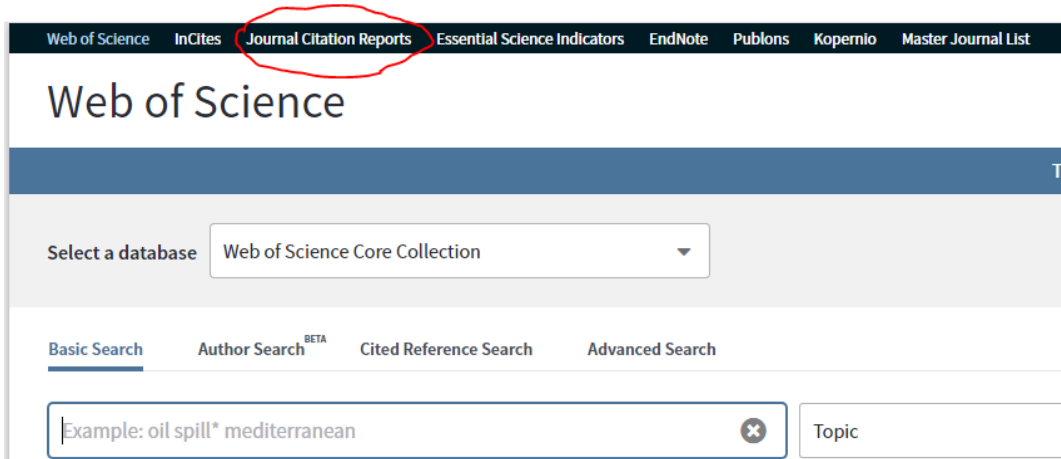 Web of Science InCites Journal Citation Reports Essential Science Indicators EndNote Publons Kopernio Master Journal List
Web of Science
T
Select a database Web of Science Core Collection
Basic Search Author Search BETA Cited Reference Search Advanced Search
Example: oil spill* mediterranean Topic